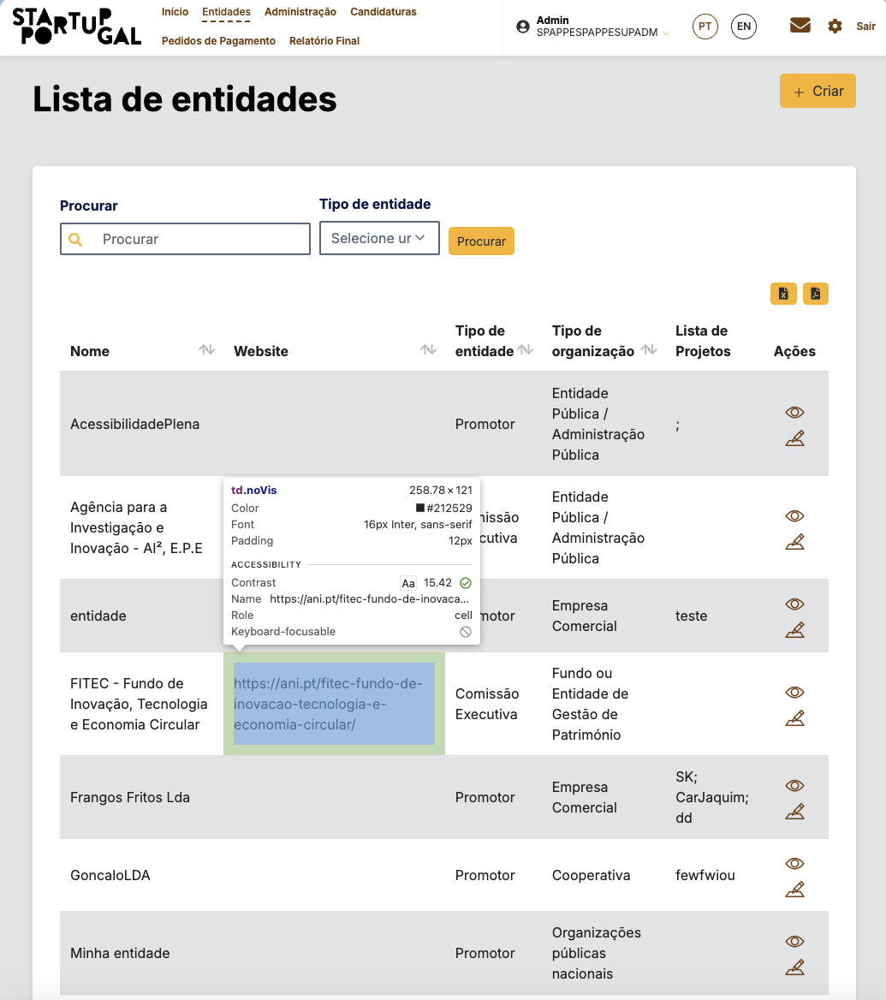 STARTUP
PORTUGAL
Início Entidades Administração Candidaturas
Pedidos de Pagamento Relatório Final
Admin
SPAPPESPAPPESUPADM
PT EN Sair
Lista de entidades
+ Criar
Procurar
Tipo de entidade
Procurar
Selecione ur
Procurar
Nome Website Tipo de entidade Tipo de organização Lista de Projetos Ações
AcessibilidadePlena Promotor
Entidade
Pública /
Administração
Pública
;
td.noVis 258.78 × 121
Color #212529
Font 16px Inter, sans-serif
Padding 12px
ACCESSIBILITY
Contrast Aa 15.42
Name https://ani.pt/fitec-fundo-de-inovaca...
Role cell
Keyboard-focusable
Agência para a
Investigação e
Inovação - AI², E.P.E
issão
cutiva
Entidade
Pública /
Administração
Pública
entidade
motor
Empresa
Comercial
teste
FITEC - Fundo de
Inovação, Tecnologia
e Economia Circular
https://ani.pt/fitec-fundo-de-
inovacao-tecnologia-e-
economia-circular/
Comissão
Executiva
Fundo ou
Entidade de
Gestão de
Património
Frangos Fritos Lda
Promotor
Empresa
Comercial
SK;
CarJaquim;
dd
GoncaloLDA Promotor Cooperativa fewfwiou
Minha entidade
Promotor
Organizações
públicas
nacionais